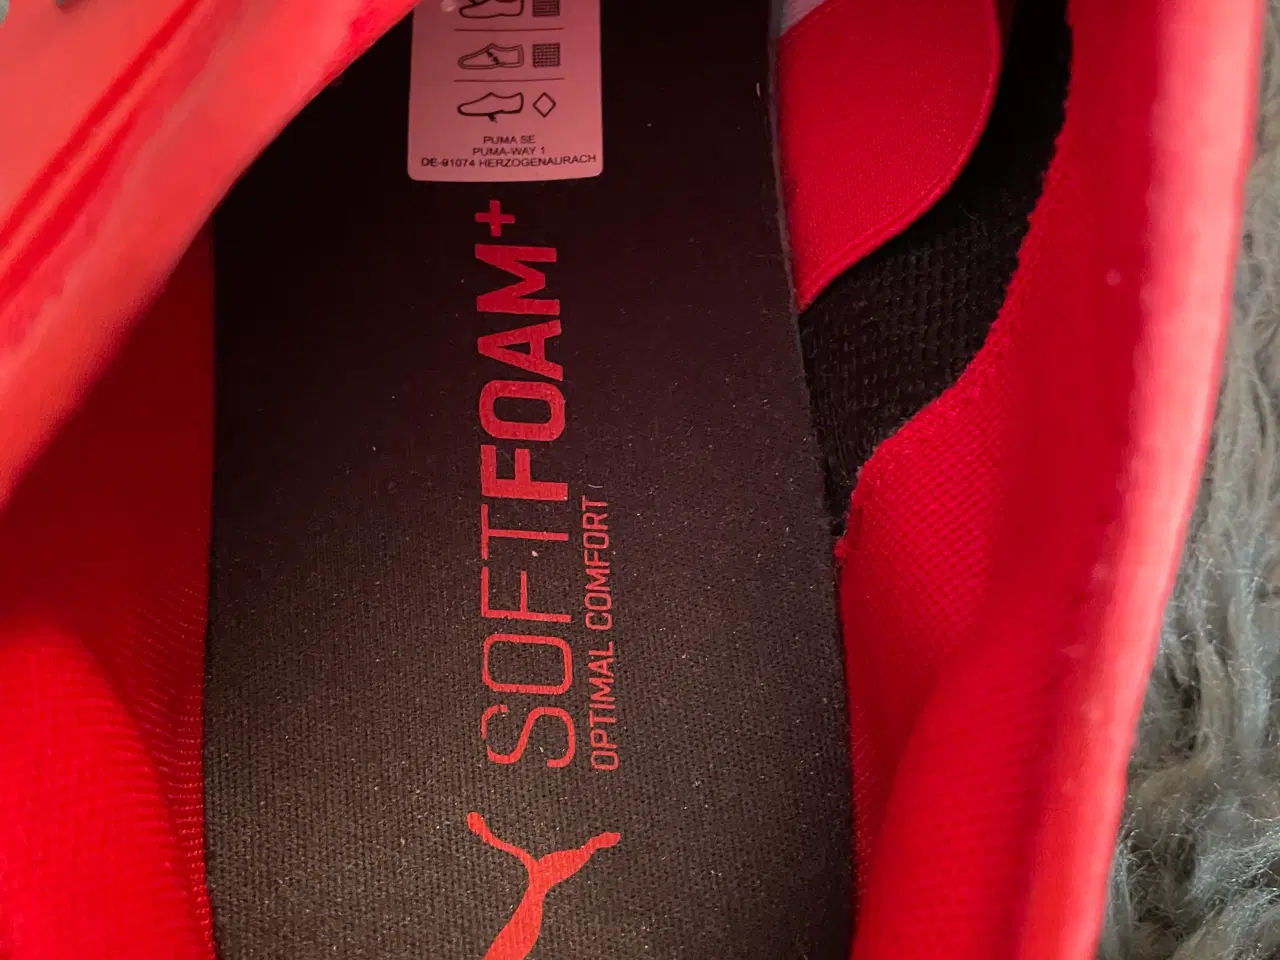 PUMA SE
PUMA-WAY 1
DE-91074 HERZOGENAURACH
SOFTFOAM+
OPTIMAL COMFORT